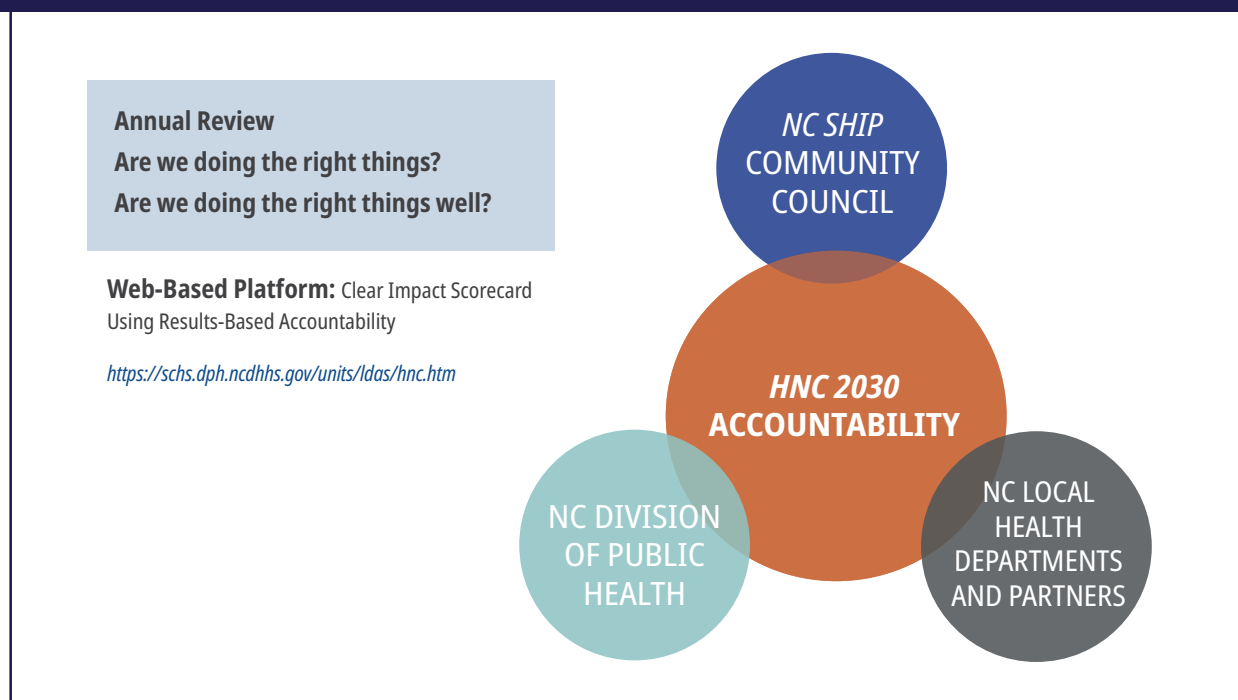 Annual Review
Are we doing the right things?
Are we doing the right things well?
Web-Based Platform: Clear Impact Scorecard
Using Results-Based Accountability
https://schs.dph.ncdhhs.gov/units/ldas/hnc.htm
NC SHIP
COMMUNITY
COUNCIL
HNC 2030
ACCOUNTABILITY
NC DIVISION
OF PUBLIC
HEALTH
NC LOCAL
HEALTH
DEPARTMENTS
AND PARTNERS